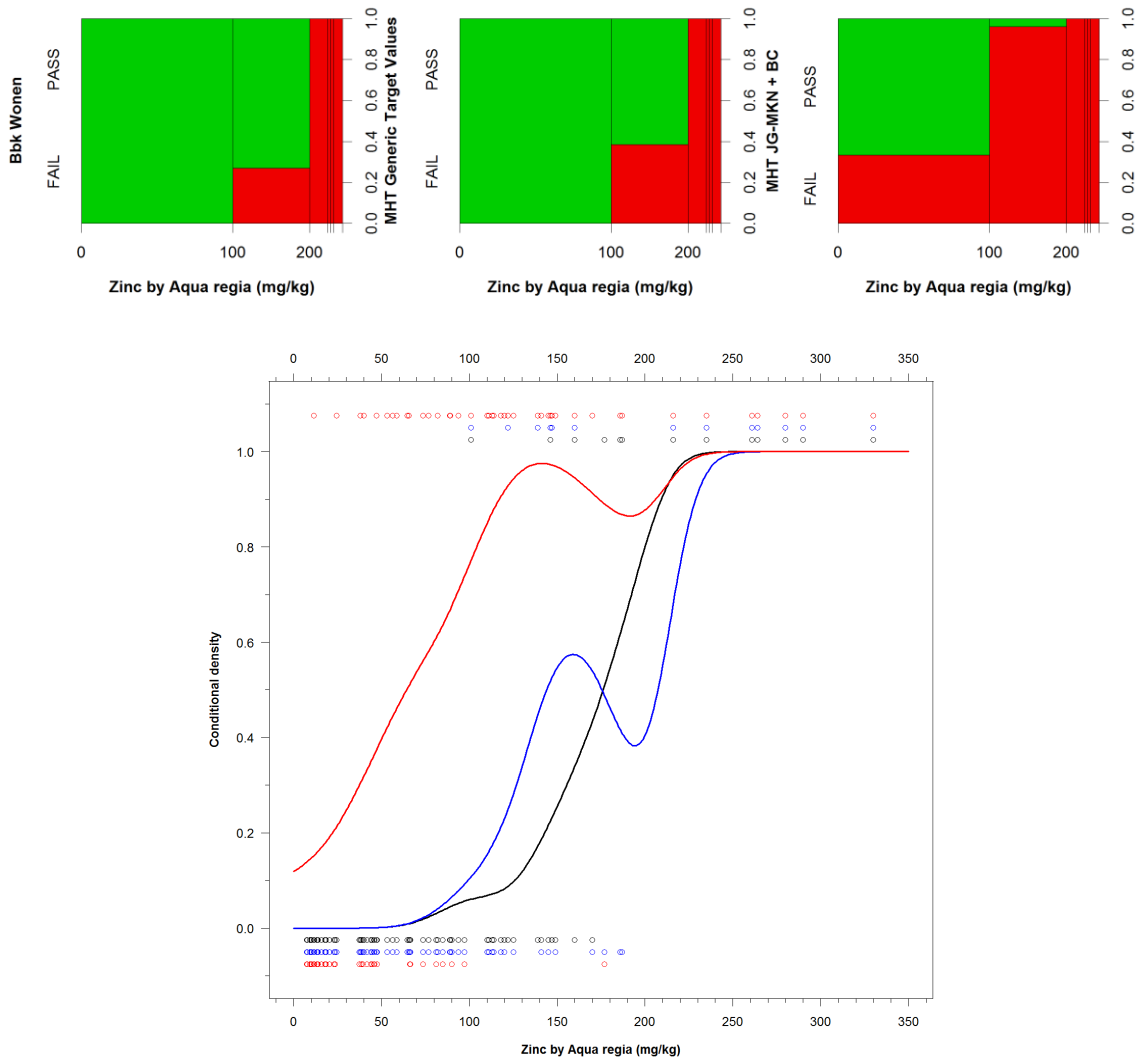 Bbk Wonen
FAIL PASS
0.0 0.2 0.4 0.6 0.8 1.0
0 100 200
Zinc by Aqua regia (mg/kg)
MHT Generic Target Values
FAIL PASS
0.0 0.2 0.4 0.6 0.8 1.0
0 100 200
Zinc by Aqua regia (mg/kg)
MHT JG-MKN + BC
FAIL PASS
0.0 0.2 0.4 0.6 0.8 1.0
0 100 200
Zinc by Aqua regia (mg/kg)
0 50 100 150 200 250 300 350
1.0
0.8
0.6
0.4
0.2
0.0
Conditional density
0 50 100 150 200 250 300 350
Zinc by Aqua regia (mg/kg)